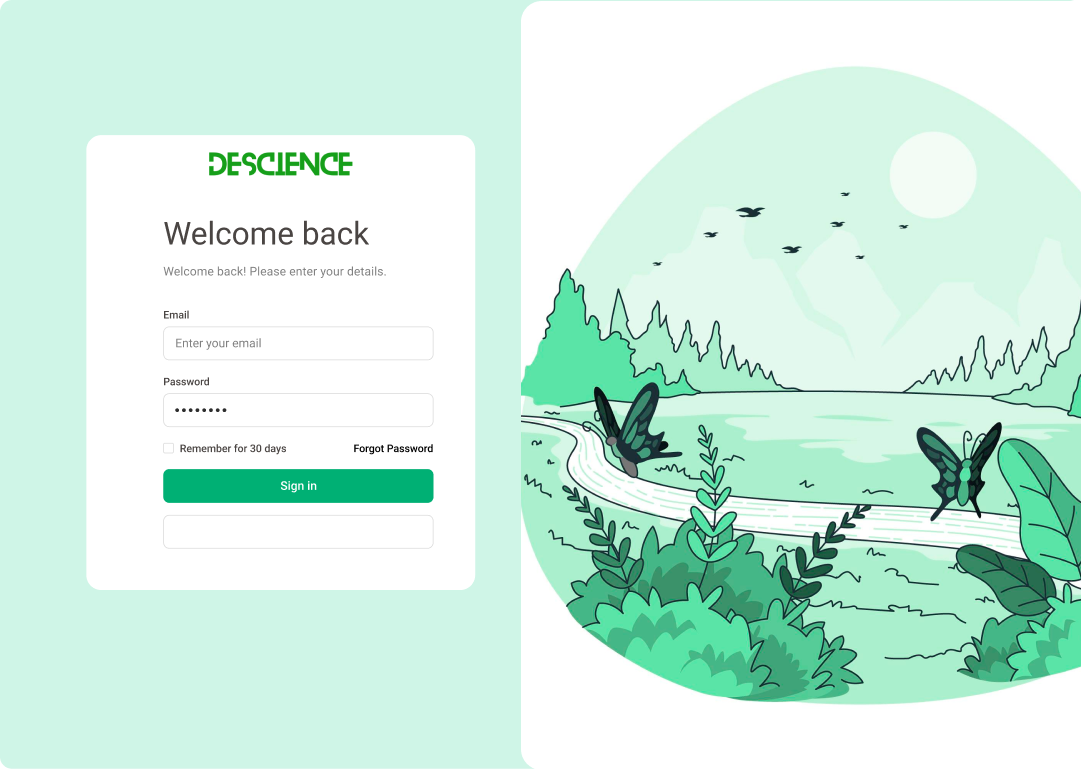 DESCIENCE
Welcome back
Welcome back! Please enter your details.
Email
Enter your email
Password
••••••••
Remember for 30 days
Forgot Password
Sign in